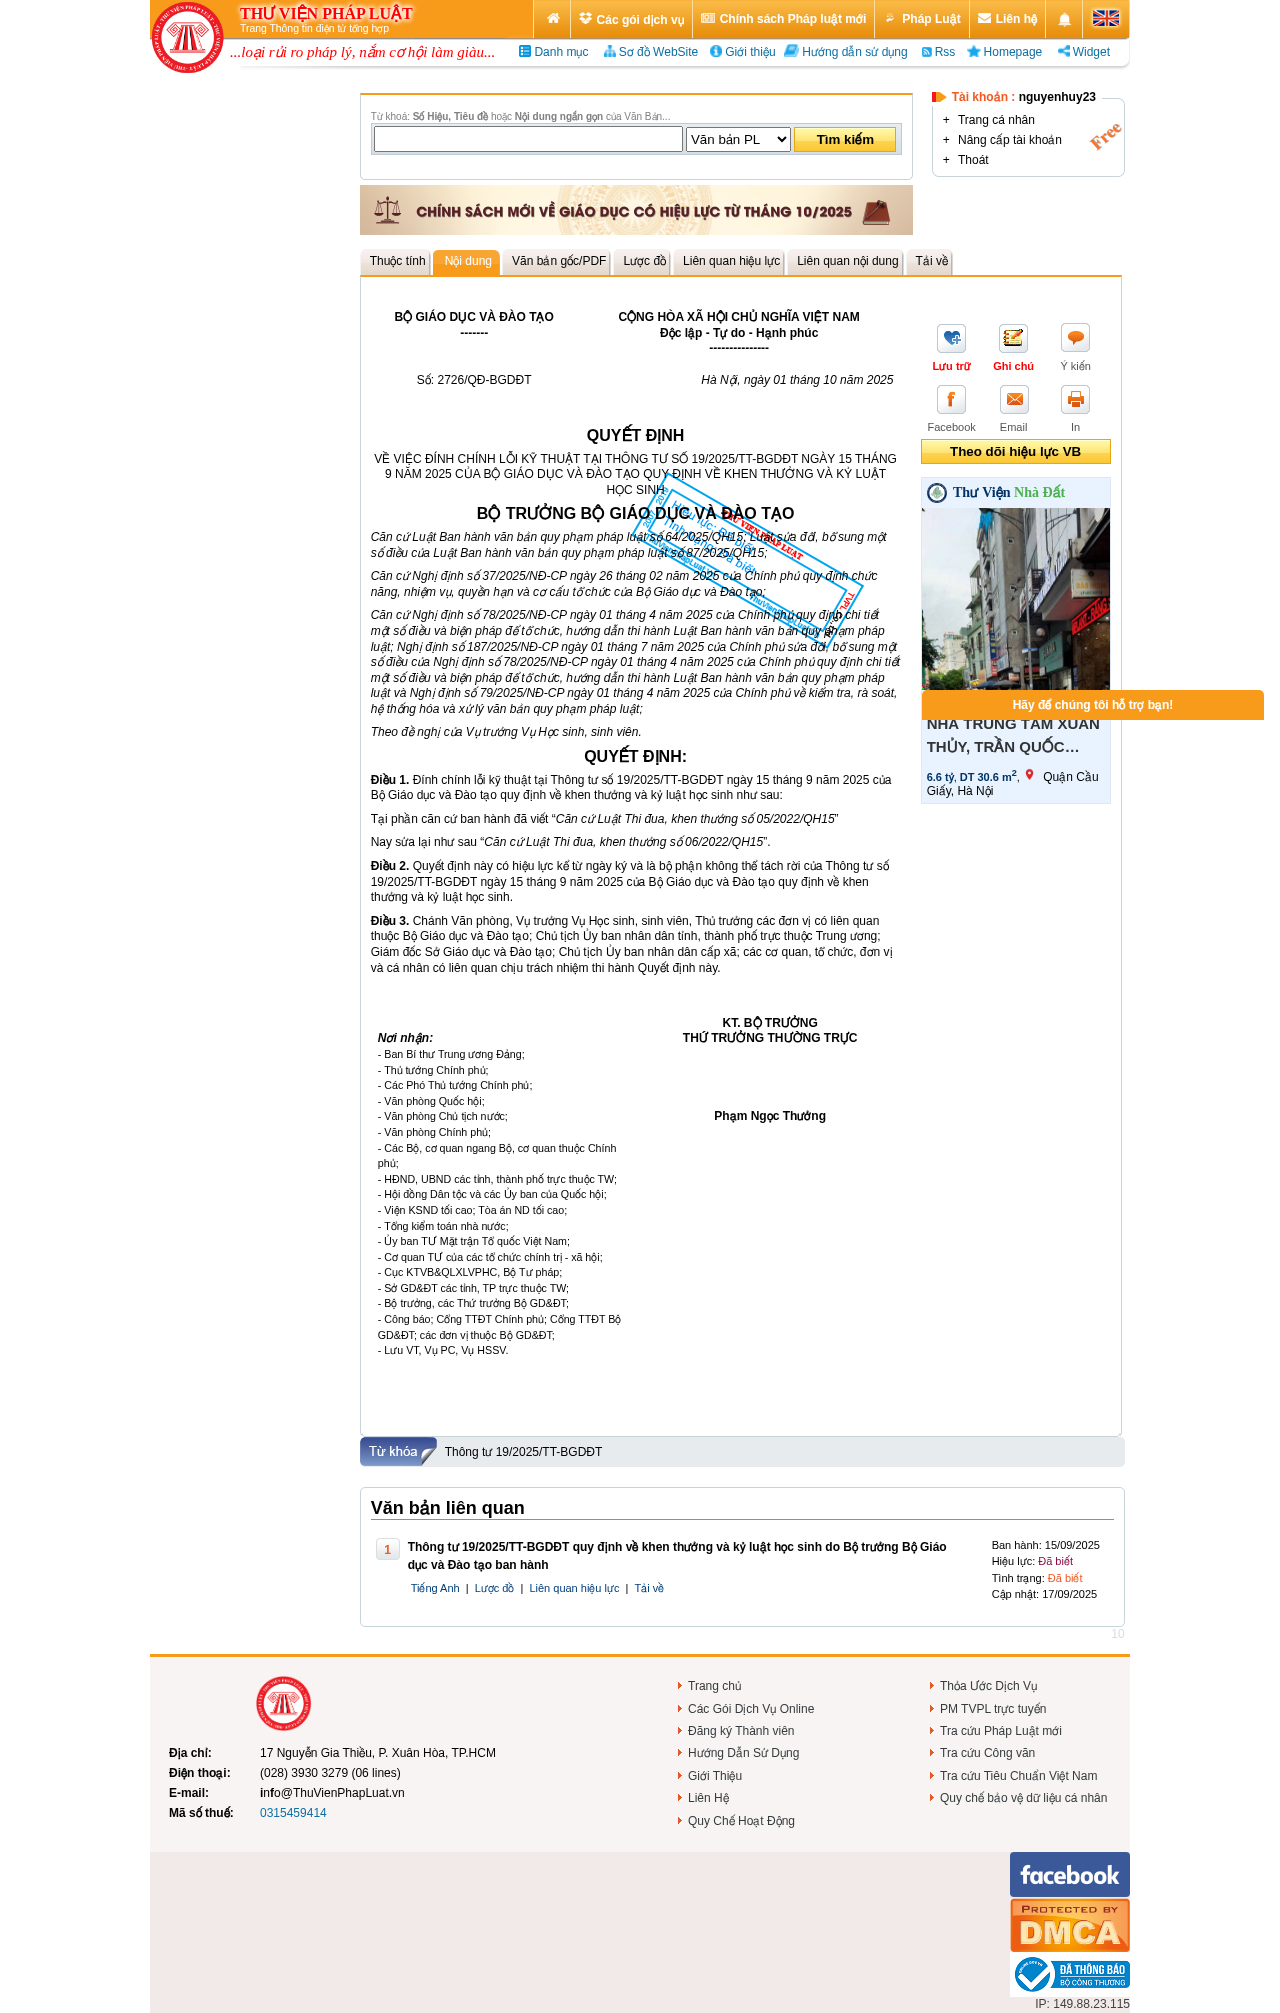 THƯ VIỆN PHÁP LUẬT
Trang Thông tin điện tử tổng hợp
...loại rủi ro pháp lý, nắm cơ hội làm giàu...
Các gói dịch vụ
Chính sách Pháp luật mới
Pháp Luật
Liên hệ
Danh mục
Sơ đồ WebSite
Giới thiệu
Hướng dẫn sử dụng
Rss
Homepage
Widget
Từ khoá: Số Hiệu, Tiêu đề hoặc Nội dung ngắn gọn của Văn Bản...
Văn bản PL
Tìm kiếm
Tài khoản : nguyenhuy23
+ Trang cá nhân
+ Nâng cấp tài khoản
+ Thoát
Free
CHÍNH SÁCH MỚI VỀ GIÁO DỤC CÓ HIỆU LỰC TỪ THÁNG 10/2025
Thuộc tính
Nội dung
Văn bản gốc/PDF
Lược đồ
Liên quan hiệu lực
Liên quan nội dung
Tải về
BỘ GIÁO DỤC VÀ ĐÀO TẠO
-------
CỘNG HÒA XÃ HỘI CHỦ NGHĨA VIỆT NAM
Độc lập - Tự do - Hạnh phúc
---------------
Số: 2726/QĐ-BGDĐT
Hà Nội, ngày 01 tháng 10 năm 2025
QUYẾT ĐỊNH
VỀ VIỆC ĐÍNH CHÍNH LỖI KỸ THUẬT TẠI THÔNG TƯ SỐ 19/2025/TT-BGDĐT NGÀY 15 THÁNG
9 NĂM 2025 CỦA BỘ GIÁO DỤC VÀ ĐÀO TẠO QUY ĐỊNH VỀ KHEN THƯỞNG VÀ KỶ LUẬT
HỌC SINH
BỘ TRƯỞNG BỘ GIÁO DỤC VÀ ĐÀO TẠO
Căn cứ Luật Ban hành văn bản quy phạm pháp luật số 64/2025/QH15; Luật sửa đổi, bổ sung một
số điều của Luật Ban hành văn bản quy phạm pháp luật số 87/2025/QH15;
Căn cứ Nghị định số 37/2025/NĐ-CP ngày 26 tháng 02 năm 2025 của Chính phủ quy định chức
năng, nhiệm vụ, quyền hạn và cơ cấu tổ chức của Bộ Giáo dục và Đào tạo;
Căn cứ Nghị định số 78/2025/NĐ-CP ngày 01 tháng 4 năm 2025 của Chính phủ quy định chi tiết
một số điều và biện pháp để tổ chức, hướng dẫn thi hành Luật Ban hành văn bản quy phạm pháp
luật; Nghị định số 187/2025/NĐ-CP ngày 01 tháng 7 năm 2025 của Chính phủ sửa đổi, bổ sung một
số điều của Nghị định số 78/2025/NĐ-CP ngày 01 tháng 4 năm 2025 của Chính phủ quy định chi tiết
một số điều và biện pháp để tổ chức, hướng dẫn thi hành Luật Ban hành văn bản quy phạm pháp
luật và Nghị định số 79/2025/NĐ-CP ngày 01 tháng 4 năm 2025 của Chính phủ về kiểm tra, rà soát,
hệ thống hóa và xử lý văn bản quy phạm pháp luật;
Theo đề nghị của Vụ trưởng Vụ Học sinh, sinh viên.
QUYẾT ĐỊNH:
Điều 1. Đính chính lỗi kỹ thuật tại Thông tư số 19/2025/TT-BGDĐT ngày 15 tháng 9 năm 2025 của
Bộ Giáo dục và Đào tạo quy định về khen thưởng và kỷ luật học sinh như sau:
Tại phần căn cứ ban hành đã viết “Căn cứ Luật Thi đua, khen thưởng số 05/2022/QH15”
Nay sửa lại như sau “Căn cứ Luật Thi đua, khen thưởng số 06/2022/QH15”.
Điều 2. Quyết định này có hiệu lực kể từ ngày ký và là bộ phận không thể tách rời của Thông tư số
19/2025/TT-BGDĐT ngày 15 tháng 9 năm 2025 của Bộ Giáo dục và Đào tạo quy định về khen
thưởng và kỷ luật học sinh.
Điều 3. Chánh Văn phòng, Vụ trưởng Vụ Học sinh, sinh viên, Thủ trưởng các đơn vị có liên quan
thuộc Bộ Giáo dục và Đào tạo; Chủ tịch Ủy ban nhân dân tỉnh, thành phố trực thuộc Trung ương;
Giám đốc Sở Giáo dục và Đào tạo; Chủ tịch Ủy ban nhân dân cấp xã; các cơ quan, tổ chức, đơn vị
và cá nhân có liên quan chịu trách nhiệm thi hành Quyết định này.
Nơi nhận:
- Ban Bí thư Trung ương Đảng;
- Thủ tướng Chính phủ;
- Các Phó Thủ tướng Chính phủ;
- Văn phòng Quốc hội;
- Văn phòng Chủ tịch nước;
- Văn phòng Chính phủ;
- Các Bộ, cơ quan ngang Bộ, cơ quan thuộc Chính
phủ;
- HĐND, UBND các tỉnh, thành phố trực thuộc TW;
- Hội đồng Dân tộc và các Ủy ban của Quốc hội;
- Viện KSND tối cao; Tòa án ND tối cao;
- Tổng kiểm toán nhà nước;
- Ủy ban TƯ Mặt trận Tổ quốc Việt Nam;
- Cơ quan TƯ của các tổ chức chính trị - xã hội;
- Cục KTVB&QLXLVPHC, Bộ Tư pháp;
- Sở GD&ĐT các tỉnh, TP trực thuộc TW;
- Bộ trưởng, các Thứ trưởng Bộ GD&ĐT;
- Công báo; Cổng TTĐT Chính phủ; Cổng TTĐT Bộ
GD&ĐT; các đơn vị thuộc Bộ GD&ĐT;
- Lưu VT, Vụ PC, Vụ HSSV.
KT. BỘ TRƯỞNG
THỨ TRƯỞNG THƯỜNG TRỰC
Phạm Ngọc Thưởng
Lưu trữ
Ghi chú
Ý kiến
Facebook
Email
In
Theo dõi hiệu lực VB
Thư Viện Nhà Đất
Hãy để chúng tôi hỗ trợ bạn!
NHÀ TRUNG TÂM XUÂN
THỦY, TRẦN QUỐC…
6.6 tỷ, DT 30.6 m2, Quận Cầu
Giấy, Hà Nội
Từ khóa
Thông tư 19/2025/TT-BGDĐT
Văn bản liên quan
1
Thông tư 19/2025/TT-BGDĐT quy định về khen thưởng và kỷ luật học sinh do Bộ trưởng Bộ Giáo
dục và Đào tạo ban hành
Tiếng Anh | Lược đồ | Liên quan hiệu lực | Tải về
Ban hành: 15/09/2025
Hiệu lực: Đã biết
Tình trạng: Đã biết
Cập nhật: 17/09/2025
10
Địa chỉ: 17 Nguyễn Gia Thiều, P. Xuân Hòa, TP.HCM
Điện thoại: (028) 3930 3279 (06 lines)
E-mail: info@ThuVienPhapLuat.vn
Mã số thuế: 0315459414
Trang chủ
Các Gói Dịch Vụ Online
Đăng ký Thành viên
Hướng Dẫn Sử Dụng
Giới Thiệu
Liên Hệ
Quy Chế Hoạt Động
Thỏa Ước Dịch Vụ
PM TVPL trực tuyến
Tra cứu Pháp Luật mới
Tra cứu Công văn
Tra cứu Tiêu Chuẩn Việt Nam
Quy chế bảo vệ dữ liệu cá nhân
facebook
PROTECTED BY
DMCA
ĐÃ THÔNG BÁO
BỘ CÔNG THƯƠNG
IP: 149.88.23.115